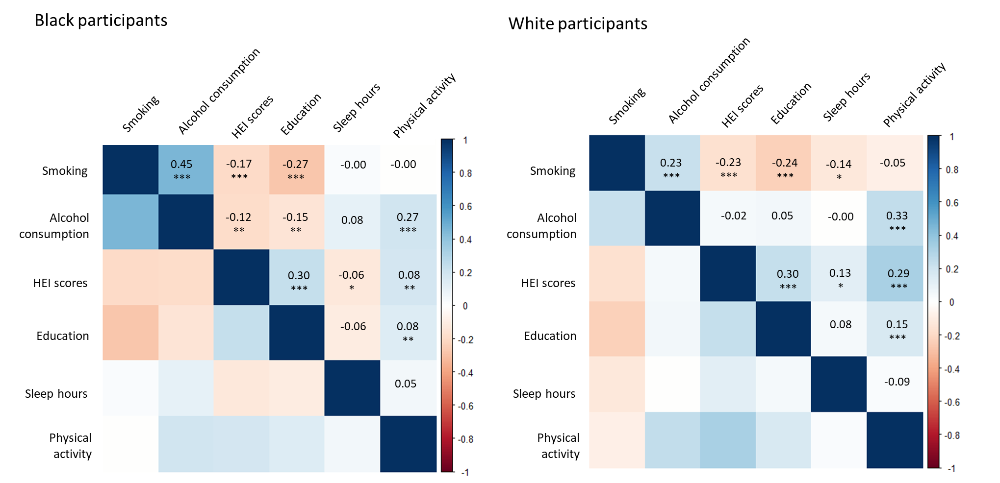 Black participants
Smoking
Alcohol consumption
HEI scores
Education
Sleep hours
Physical activity
Smoking
0.45
***
-0.17
***
-0.27
***
-0.00
-0.00
Alcohol
consumption
-0.12
**
-0.15
**
0.08
0.27
***
HEI scores
0.30
***
-0.06
*
0.08
**
Education
-0.06
0.08
**
Sleep hours
0.05
Physical
activity
1
0.8
0.6
0.4
0.2
0
-0.2
-0.4
-0.6
-0.8
-1
White participants
Smoking
Alcohol consumption
HEI scores
Education
Sleep hours
Physical activity
Smoking
0.23
***
-0.23
***
-0.24
***
-0.14
*
-0.05
Alcohol
consumption
-0.02
0.05
-0.00
0.33
***
HEI scores
0.30
***
0.13
*
0.29
***
Education
0.08
0.15
***
Sleep hours
-0.09
Physical
activity
1
0.8
0.6
0.4
0.2
0
-0.2
-0.4
-0.6
-0.8
-1